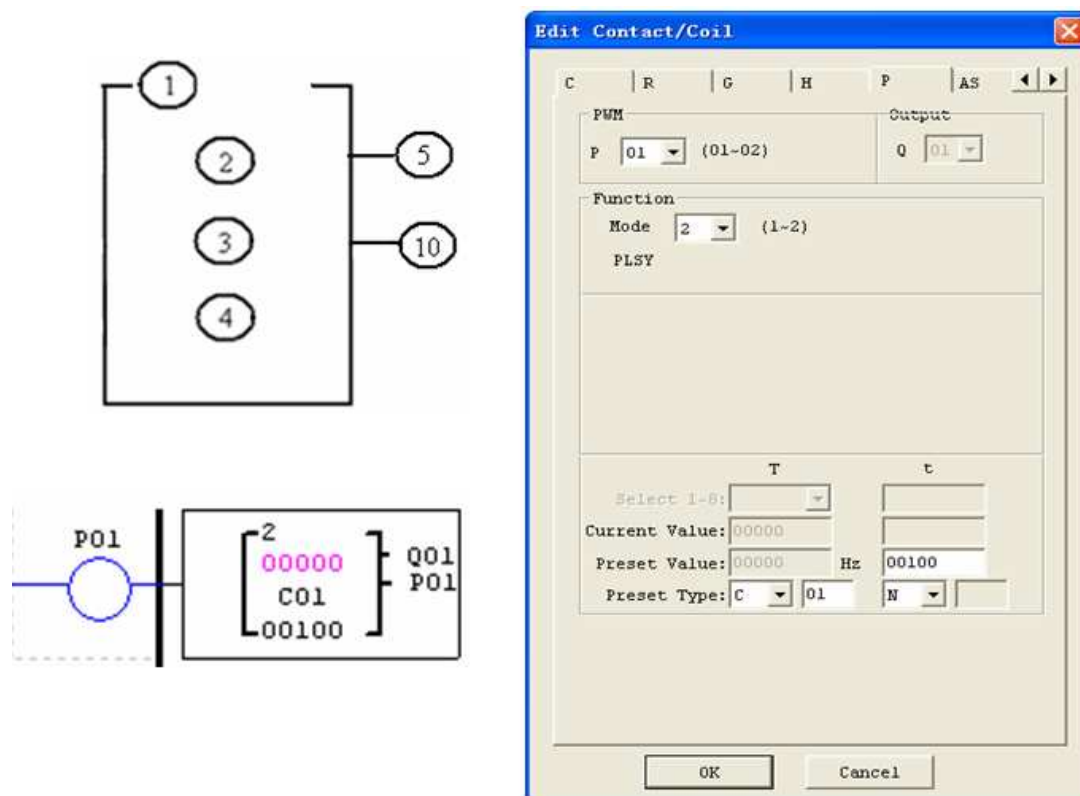 1
2
3
4
5
10
P01
2
00000
C01
00100
Q01
P01
Edit Contact/Coil
C R G H P AS
PWM
P 01 (01~02)
Output
Q 01
Function
Mode 2 (1~2)
PLSY
T t
Select 1-8:
Current Value: 00000
Preset Value: 00000 Hz 00100
Preset Type: C 01 N
OK Cancel